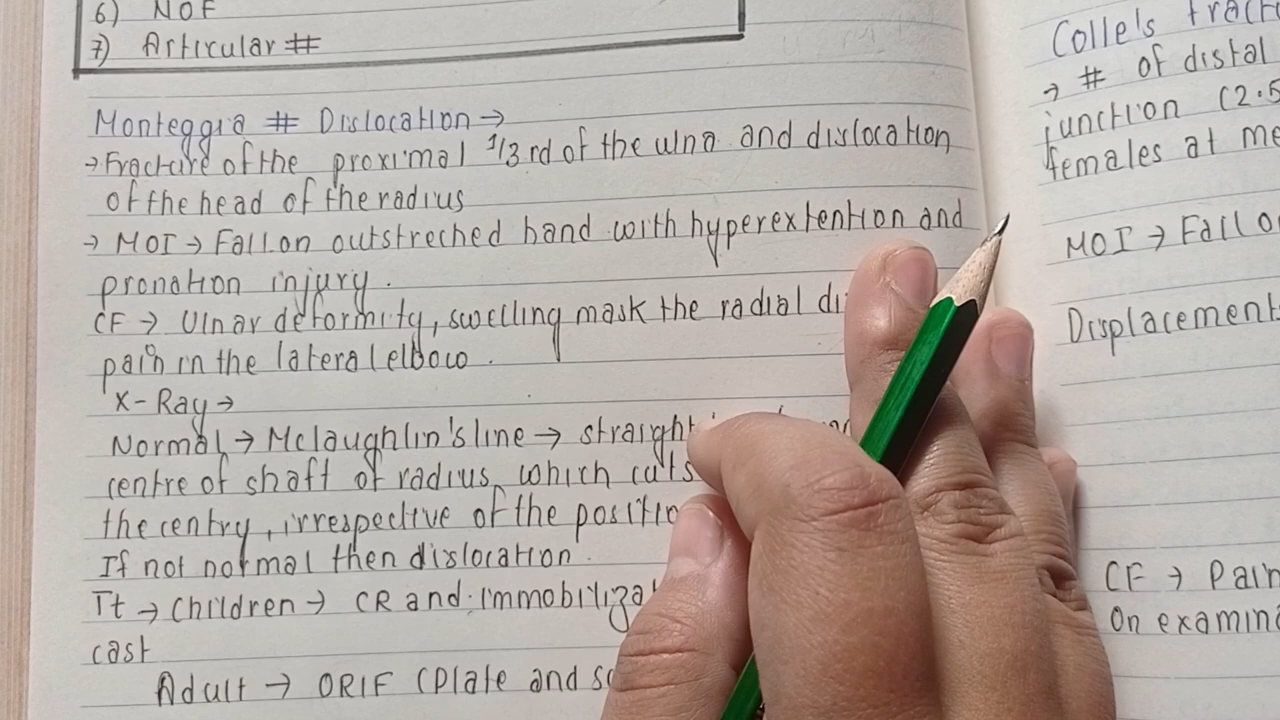 6) NOF
7) Articular #
Monteggia # Dislocation →
→ Fracture of the proximal 1/3 rd of the ulna and dislocation
of the head of the radius
→ MOI → Fall on outstreched hand with hyperextention and
pronation injury.
CF → Ulnar deformity, swelling mask the radial
pain in the lateral elbow.
X-Ray →
Normal → Mclaughlin's line → straight
centre of shaft of radius, which cuts
the centry, irrespective of the
If not normal then dislocation.
Tt → Children → CR and immobiliza
cast
Adult → ORIF (Plate and
Colle's
→ # of distal
junction (2.5
females at
MOI → Fall
Displacement
CF → Pain
On